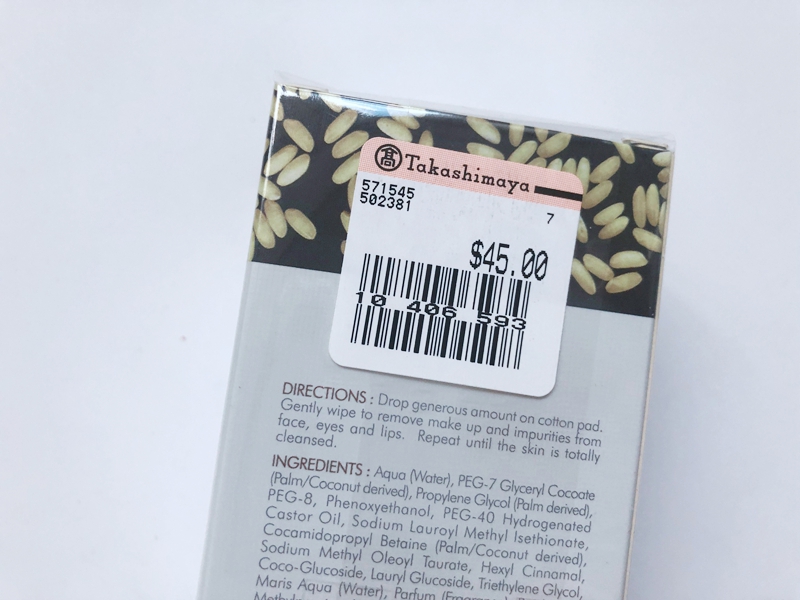 髙 Takashimaya
571545
502381
7
$45.00
10 406 593
DIRECTIONS : Drop generous amount on cotton pad.
Gently wipe to remove make up and impurities from
face, eyes and lips. Repeat until the skin is totally
cleansed.
INGREDIENTS : Aqua (Water), PEG-7 Glyceryl Cocoate
(Palm/Coconut derived), Propylene Glycol (Palm derived),
PEG-8, Phenoxyethanol, PEG-40 Hydrogenated
Castor Oil, Sodium Lauroyl Methyl Isethionate,
Cocamidopropyl Betaine (Palm/Coconut derived),
Sodium Methyl Oleoyl Taurate, Hexyl Cinnamal,
Coco-Glucoside, Lauryl Glucoside, Triethylene Glycol,
Maris Aqua (Water), Parfum